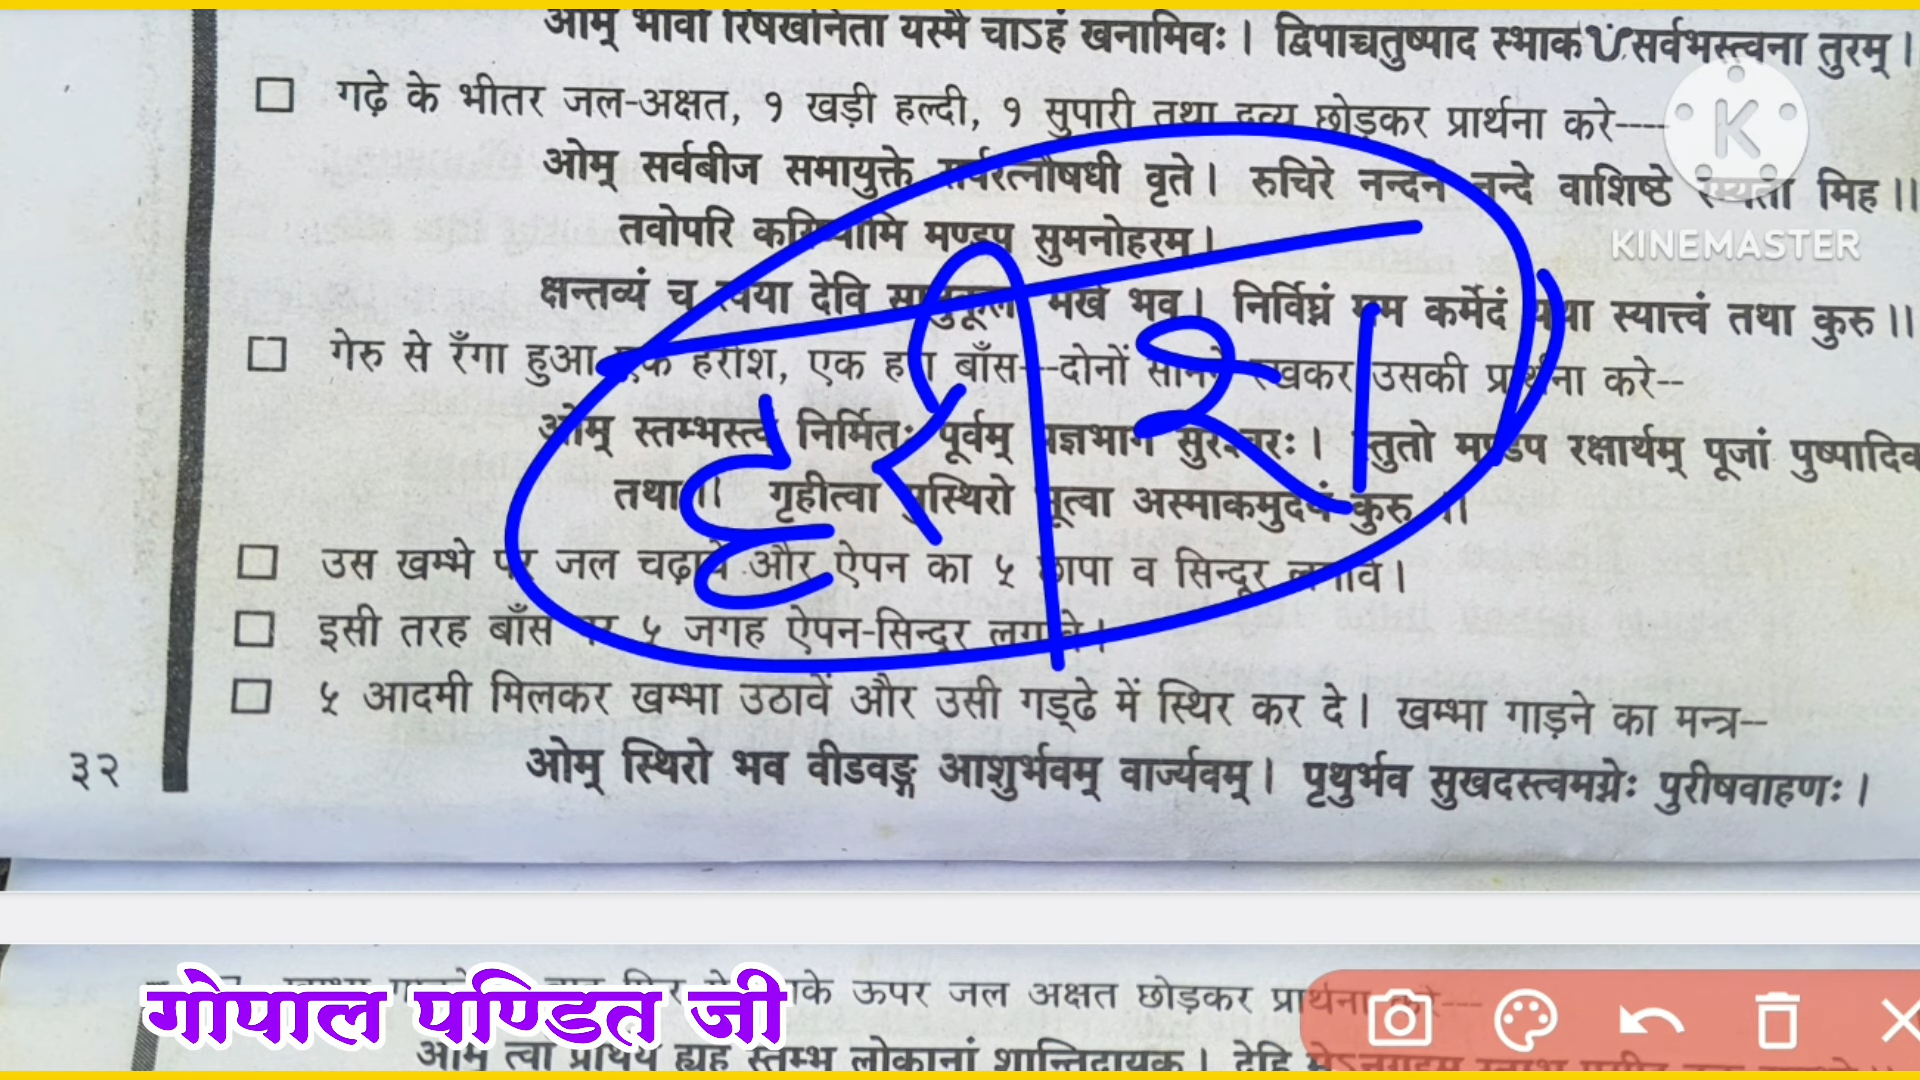 ओम् भावो रिषखनिता यस्मै चाऽहं खनामिवः। द्विपाच्चतुष्पाद स्भाक सर्वभस्त्वना तुरम्।
□ गढ़े के भीतर जल-अक्षत, १ खड़ी हल्दी, १ सुपारी तथा द्रव्य छोड़कर प्रार्थना करे----
K
ओम् सर्वबीज समायुक्ते सर्वरत्नौषधी वृते। रुचिरे नन्दने नन्दे वाशिष्ठे मिह॥
तवोपरि मण्डप सुमनोहरम्।
KINEMASTER
क्षन्तव्यं च त्वया देवि मखे भव। निर्विघ्नं मम कर्मेदं यथा स्यात्त्वं तथा कुरु॥
□ गेरु से रँगा हुआ एक हरीश, एक हरा बाँस--दोनों सामने रखकर उसकी प्रार्थना करे--
हरीश
ओम् स्तम्भस्त्वं निर्मितः पूर्वम् यज्ञभाग सुरेश्वरः। मण्डप रक्षार्थम् पूजां पुष्पादिक
तथा॥ गृहीत्वा सुस्थिरो भूत्वा अस्माकमुदयं कुरु॥
□ उस खम्भे पर जल चढ़ावें और ऐपन का ५ छापा व सिन्दूर लगावे।
□ इसी तरह बाँस पर ५ जगह ऐपन-सिन्दूर लगावे।
□ ५ आदमी मिलकर खम्भा उठावें और उसी गड्ढे में स्थिर कर दे। खम्भा गाड़ने का मन्त्र--
३२
ओम् स्थिरो भव वीडवङ्ग आशुर्भवम् वार्ज्यवम्। पृथुर्भव सुखदस्त्वमग्नेः पुरीषवाहणः।
के ऊपर जल अक्षत छोड़कर प्रार्थना करे---
गोपाल पण्डित जी
स्तम्भ लोकानां शान्तिदायक।